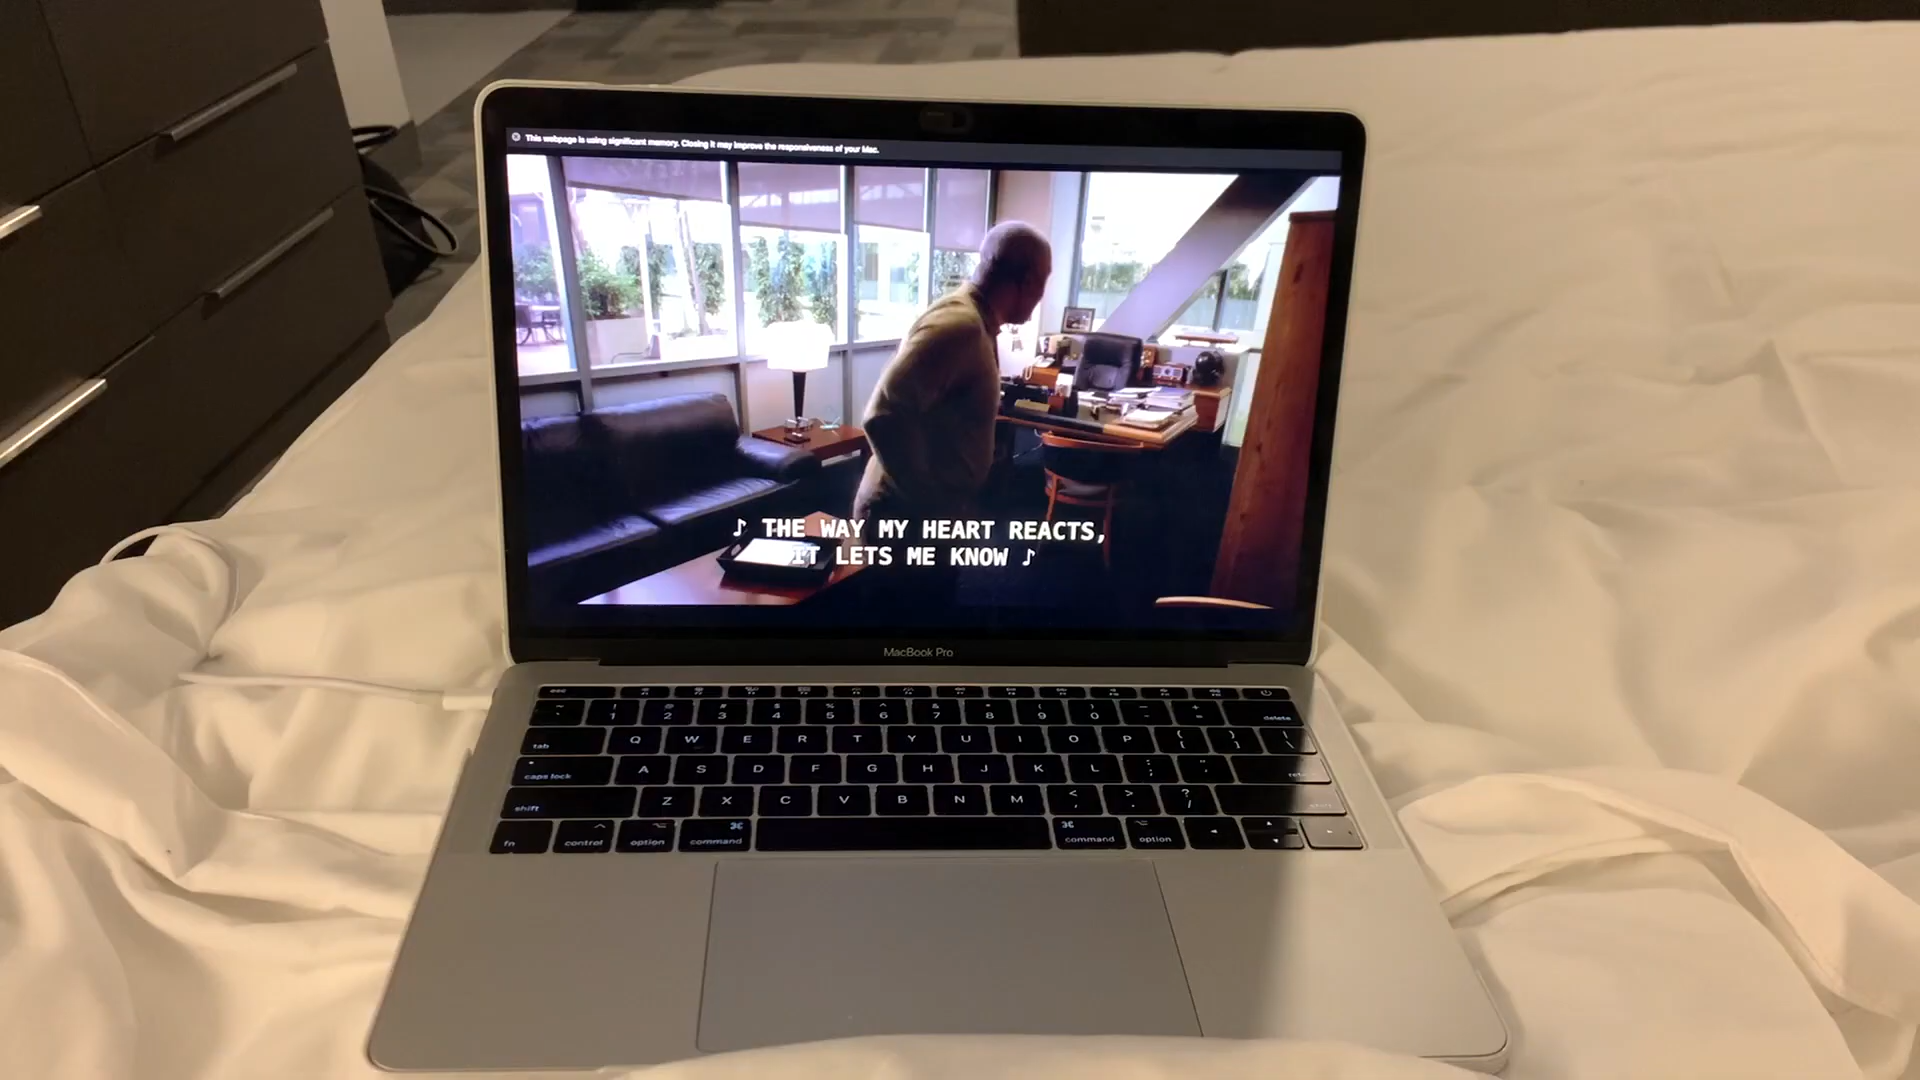 This webpage is using significant memory. Closing it may improve the responsiveness of your Mac.
♪ THE WAY MY HEART REACTS,
IT LETS ME KNOW ♪
MacBook Pro
esc
~ ! 1 @ 2 # 3 $ 4 % 5 ^ 6 & 7 * 8 ( 9 ) 0 — - + = delete
tab Q W E R T Y U I O P { [ } ] | \
caps lock A S D F G H J K L : ; " '
shift Z X C V B N M < , > . ? / shift
fn control option ⌘ command ⌘ command option